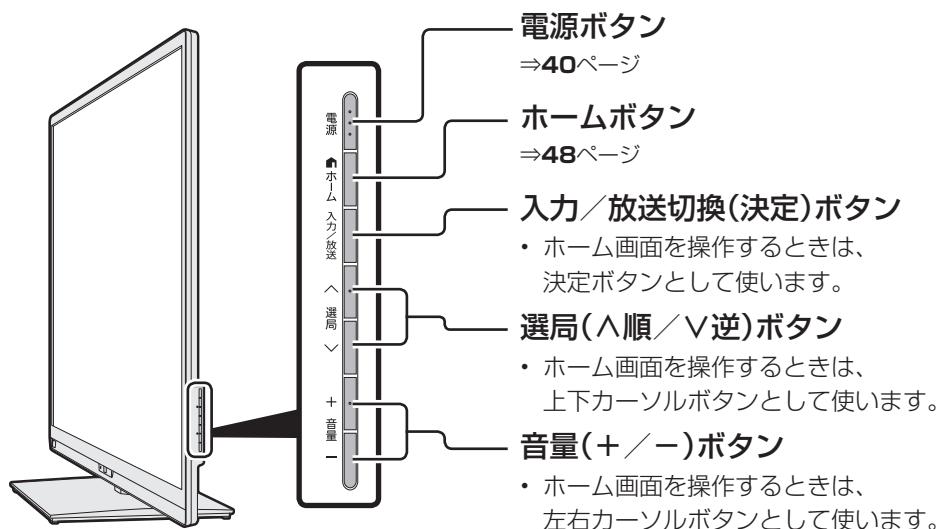 電源ボタン
⇒40ページ
ホームボタン
⇒48ページ
入力／放送切換(決定)ボタン
• ホーム画面を操作するときは、
決定ボタンとして使います。
選局(∧順／∨逆)ボタン
• ホーム画面を操作するときは、
上下カーソルボタンとして使います。
音量(＋／－)ボタン
• ホーム画面を操作するときは、
左右カーソルボタンとして使います。
電源
ホーム
入力／放送
∧
選局
∨
＋
音量
－